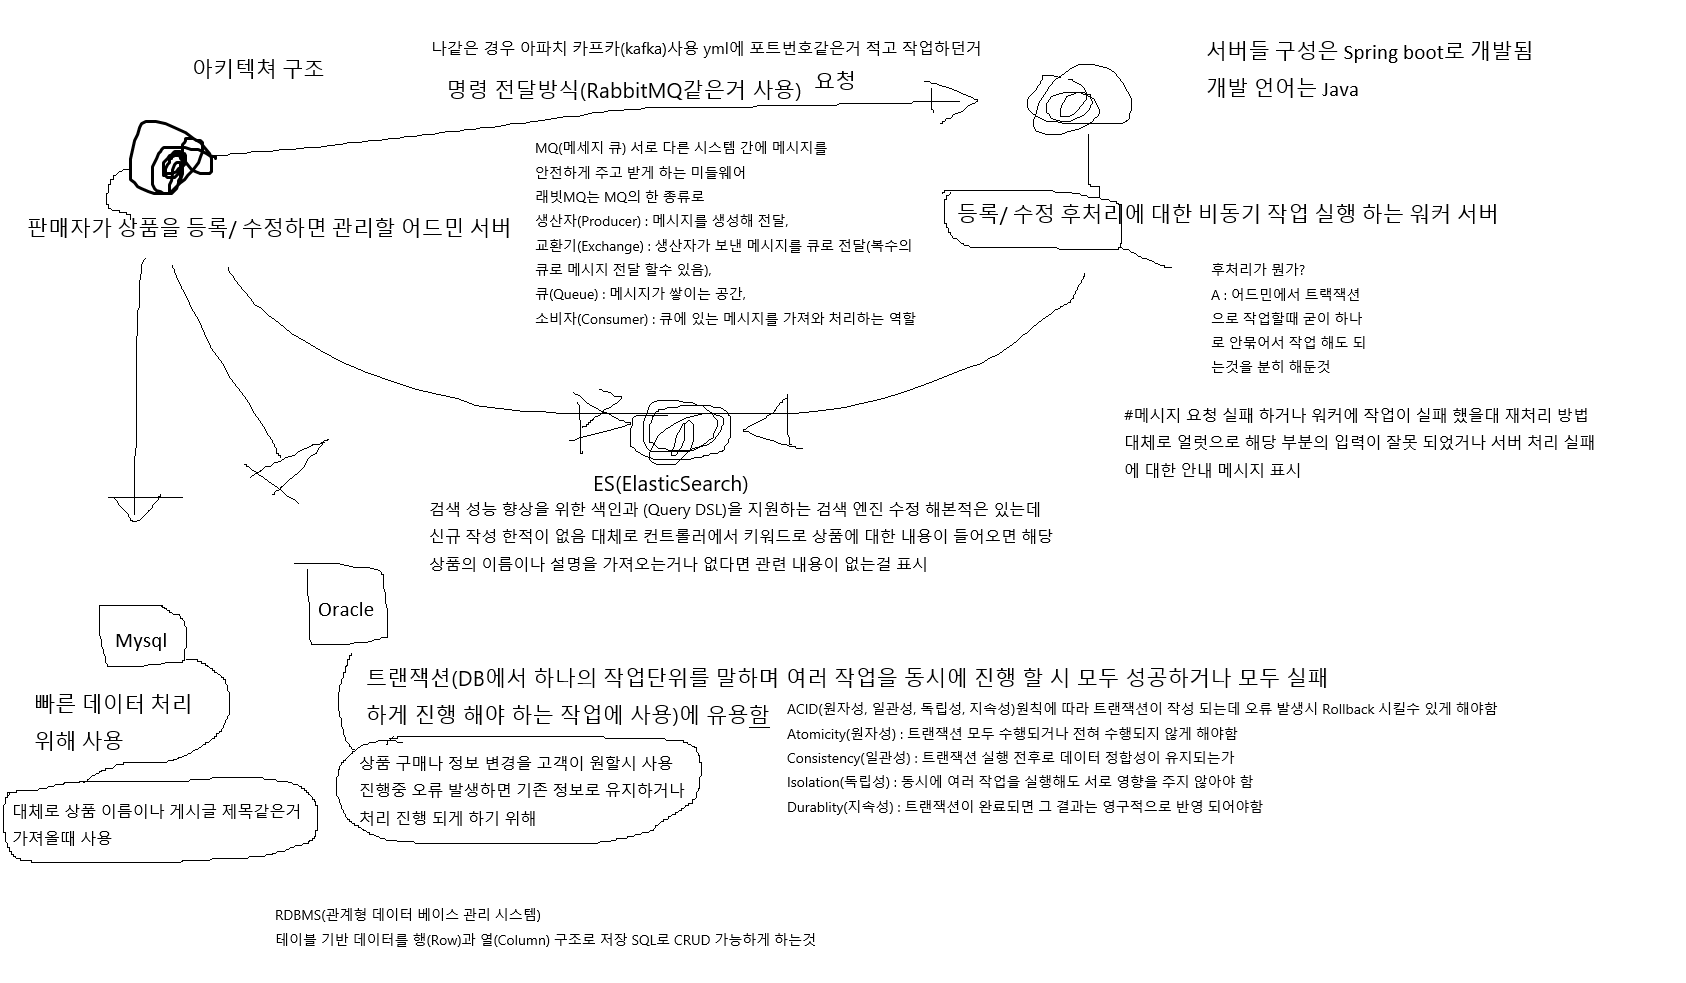 나같은 경우 아파치 카프카(kafka)사용 yml에 포트번호같은거 적고 작업하던거
아키텍쳐 구조
명령 전달방식(RabbitMQ같은거 사용)
요청
서버들 구성은 Spring boot로 개발됨
개발 언어는 Java
MQ(메세지 큐) 서로 다른 시스템 간에 메시지를
안전하게 주고 받게 하는 미들웨어
래빗MQ는 MQ의 한 종류로
생산자(Producer) : 메시지를 생성해 전달,
교환기(Exchange) : 생산자가 보낸 메시지를 큐로 전달(복수의
큐로 메시지 전달 할수 있음),
큐(Queue) : 메시지가 쌓이는 공간,
소비자(Consumer) : 큐에 있는 메시지를 가져와 처리하는 역할
판매자가 상품을 등록/ 수정하면 관리할 어드민 서버
등록/ 수정 후처리에 대한 비동기 작업 실행 하는 워커 서버
후처리가 뭔가?
A : 어드민에서 트랙잭션
으로 작업할때 굳이 하나
로 안묶어서 작업 해도 되
는것을 분히 해둔것
#메시지 요청 실패 하거나 워커에 작업이 실패 했을대 재처리 방법
대체로 얼럿으로 해당 부분의 입력이 잘못 되었거나 서버 처리 실패
에 대한 안내 메시지 표시
ES(ElasticSearch)
검색 성능 향상을 위한 색인과 (Query DSL)을 지원하는 검색 엔진 수정 해본적은 있는데
신규 작성 한적이 없음 대체로 컨트롤러에서 키워드로 상품에 대한 내용이 들어오면 해당
상품의 이름이나 설명을 가져오는거나 없다면 관련 내용이 없는걸 표시
Oracle
Mysql
빠른 데이터 처리
위해 사용
트랜잭션(DB에서 하나의 작업단위를 말하며 여러 작업을 동시에 진행 할 시 모두 성공하거나 모두 실패
하게 진행 해야 하는 작업에 사용)에 유용함
ACID(원자성, 일관성, 독립성, 지속성)원칙에 따라 트랜잭션이 작성 되는데 오류 발생시 Rollback 시킬수 있게 해야함
Atomicity(원자성) : 트랜잭션 모두 수행되거나 전혀 수행되지 않게 해야함
Consistency(일관성) : 트랜잭션 실행 전후로 데이터 정합성이 유지되는가
Isolation(독립성) : 동시에 여러 작업을 실행해도 서로 영향을 주지 않아야 함
Durablity(지속성) : 트랜잭션이 완료되면 그 결과는 영구적으로 반영 되어야함
상품 구매나 정보 변경을 고객이 원할시 사용
진행중 오류 발생하면 기존 정보로 유지하거나
처리 진행 되게 하기 위해
대체로 상품 이름이나 게시글 제목같은거
가져올때 사용
RDBMS(관계형 데이터 베이스 관리 시스템)
테이블 기반 데이터를 행(Row)과 열(Column) 구조로 저장 SQL로 CRUD 가능하게 하는것